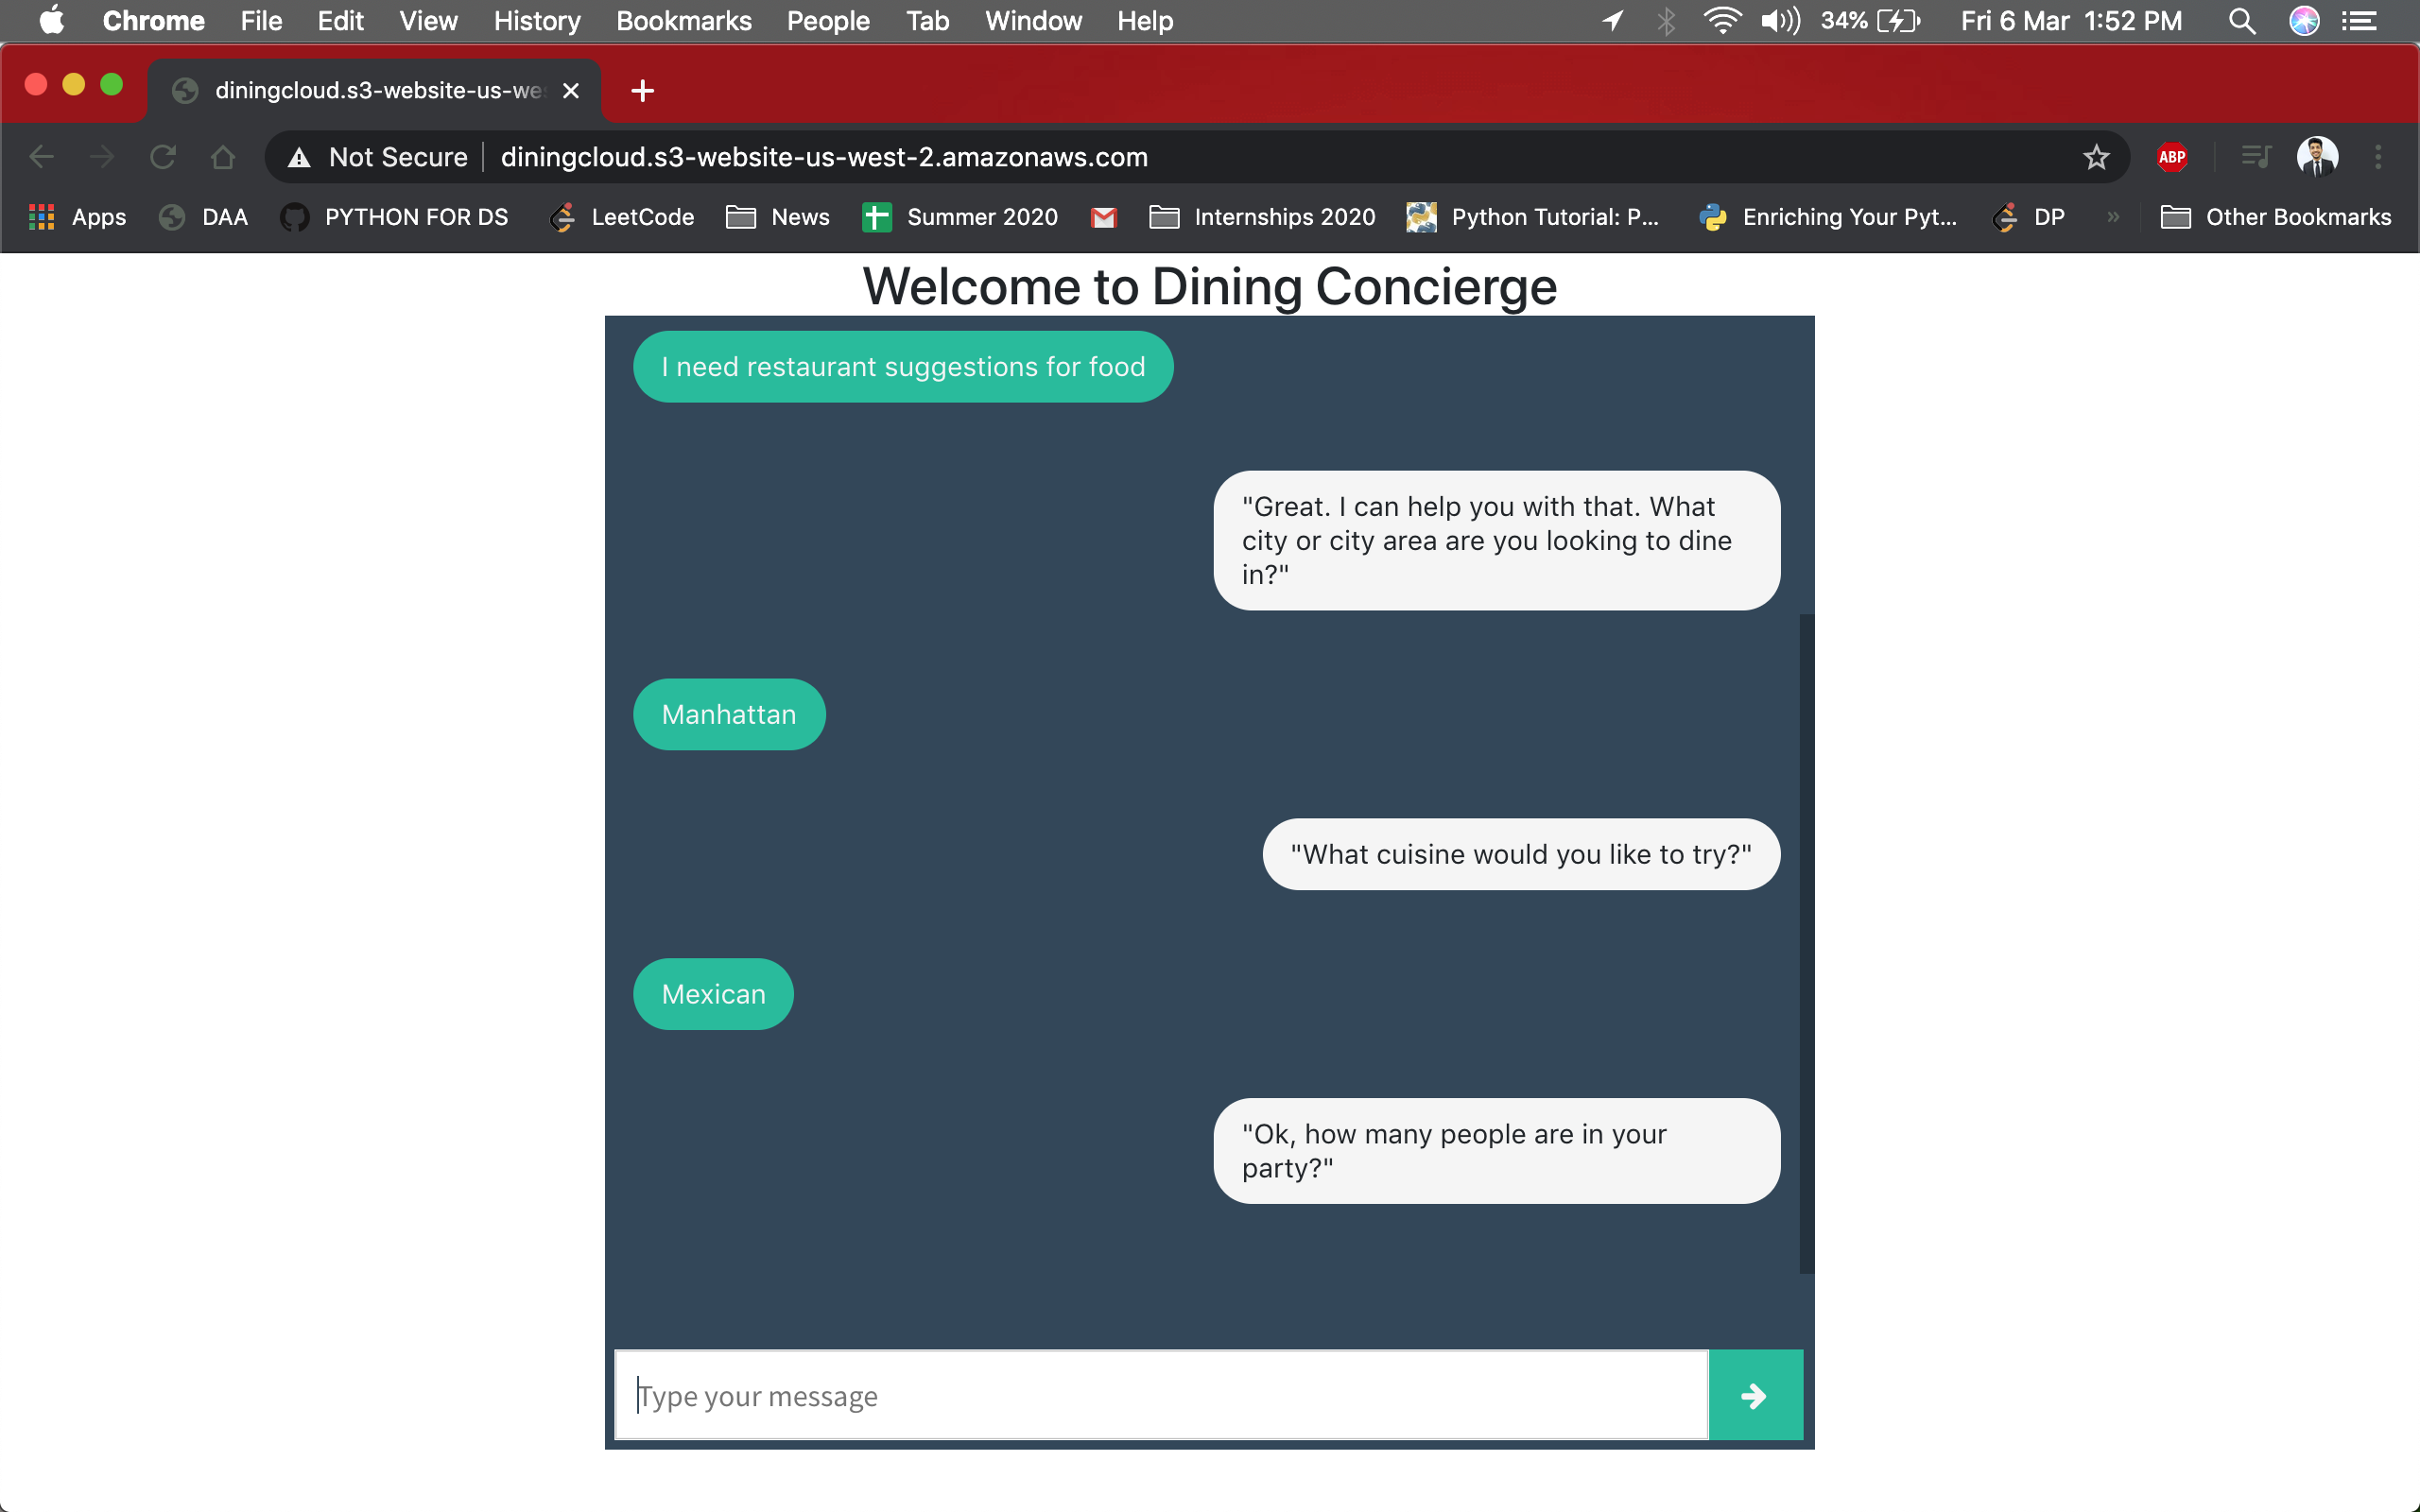 Chrome File Edit View History Bookmarks People Tab Window Help 34% Fri 6 Mar 1:52 PM
diningcloud.s3-website-us-we
Not Secure diningcloud.s3-website-us-west-2.amazonaws.com ABP
Apps DAA PYTHON FOR DS LeetCode News Summer 2020 Internships 2020 Python Tutorial: P... Enriching Your Pyt... DP » Other Bookmarks
Welcome to Dining Concierge
I need restaurant suggestions for food
"Great. I can help you with that. What
city or city area are you looking to dine
in?"
Manhattan
"What cuisine would you like to try?"
Mexican
"Ok, how many people are in your
party?"
Type your message